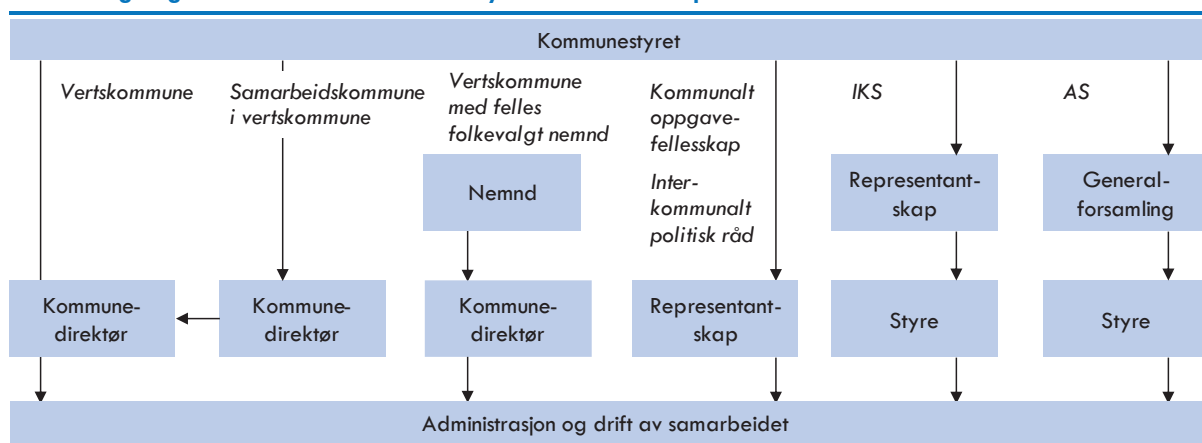 Kommunestyret
Vertskommune
Samarbeidskommune
i vertskommune
Vertskommune
med felles
folkevalgt nemnd
Kommunalt
oppgave-
fellesskap
Inter-
kommunalt
politisk råd
IKS
AS
Nemnd
Representant-
skap
General-
forsamling
Kommune-
direktør
Kommune-
direktør
Kommune-
direktør
Representant-
skap
Styre
Styre
Administrasjon og drift av samarbeidet